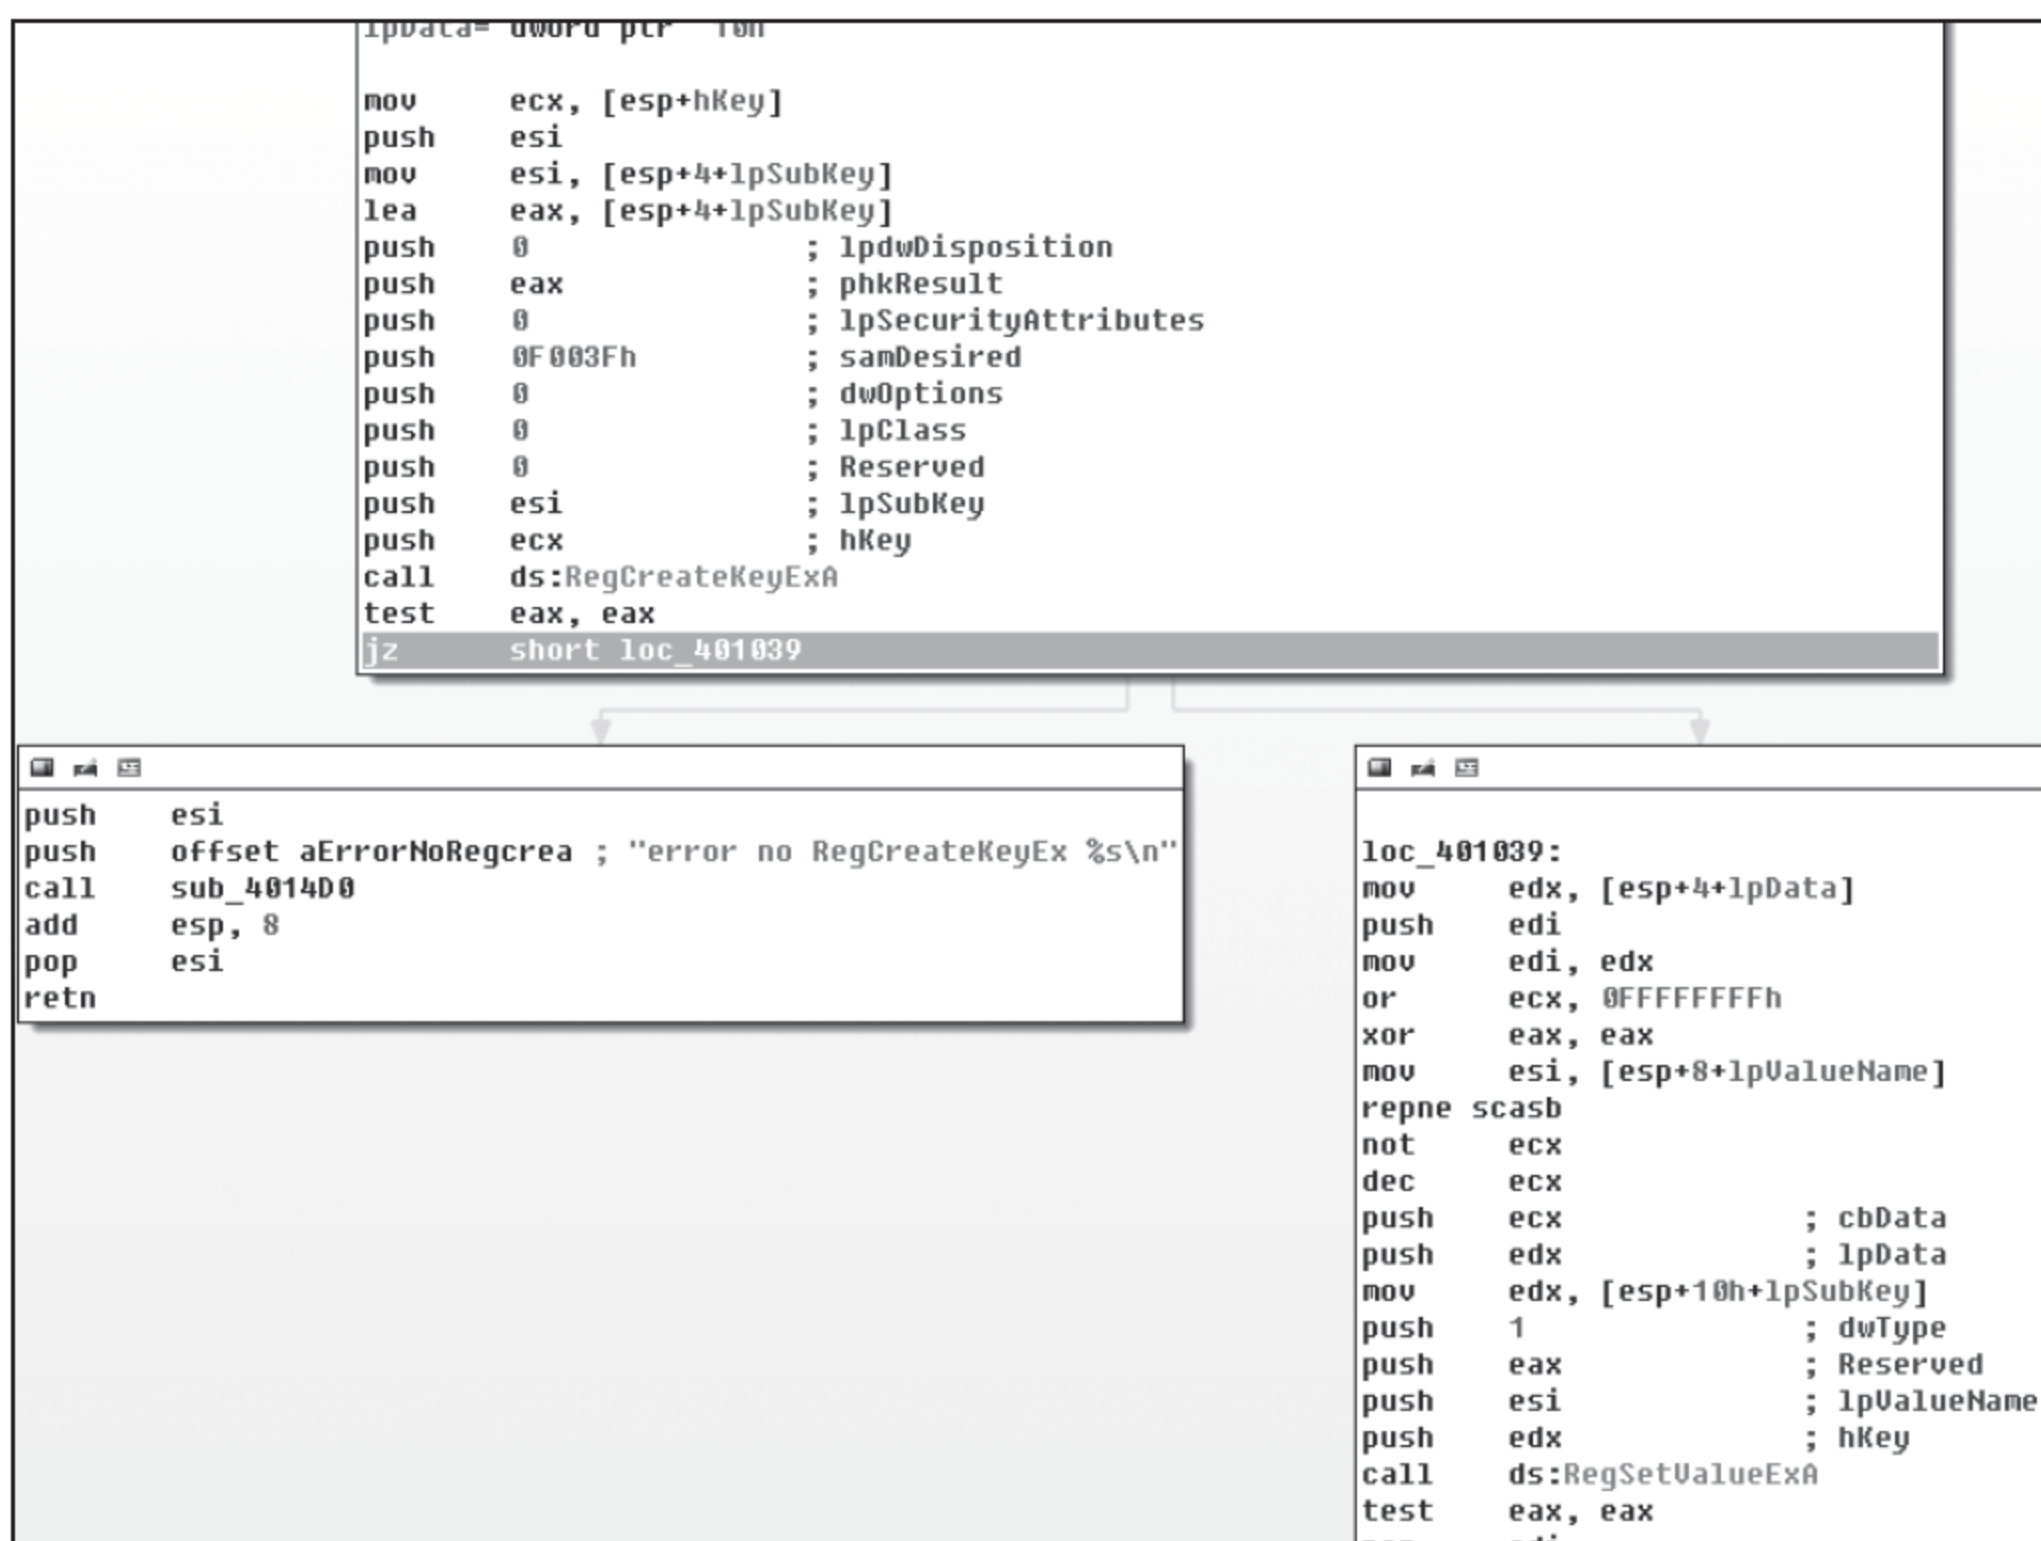 lpData= dword ptr  10h
mov ecx, [esp+hKey]
push esi
mov esi, [esp+4+lpSubKey]
lea eax, [esp+4+lpSubKey]
push 0 ; lpdwDisposition
push eax ; phkResult
push 0 ; lpSecurityAttributes
push 0F003Fh ; samDesired
push 0 ; dwOptions
push 0 ; lpClass
push 0 ; Reserved
push esi ; lpSubKey
push ecx ; hKey
call ds:RegCreateKeyExA
test eax, eax
jz short loc_401039
push esi
push offset aErrorNoRegcrea ; "error no RegCreateKeyEx %s\n"
call sub_4014D0
add esp, 8
pop esi
retn
loc_401039:
mov edx, [esp+4+lpData]
push edi
mov edi, edx
or ecx, 0FFFFFFFFh
xor eax, eax
mov esi, [esp+8+lpValueName]
repne scasb
not ecx
dec ecx
push ecx ; cbData
push edx ; lpData
mov edx, [esp+10h+lpSubKey]
push 1 ; dwType
push eax ; Reserved
push esi ; lpValueName
push edx ; hKey
call ds:RegSetValueExA
test eax, eax